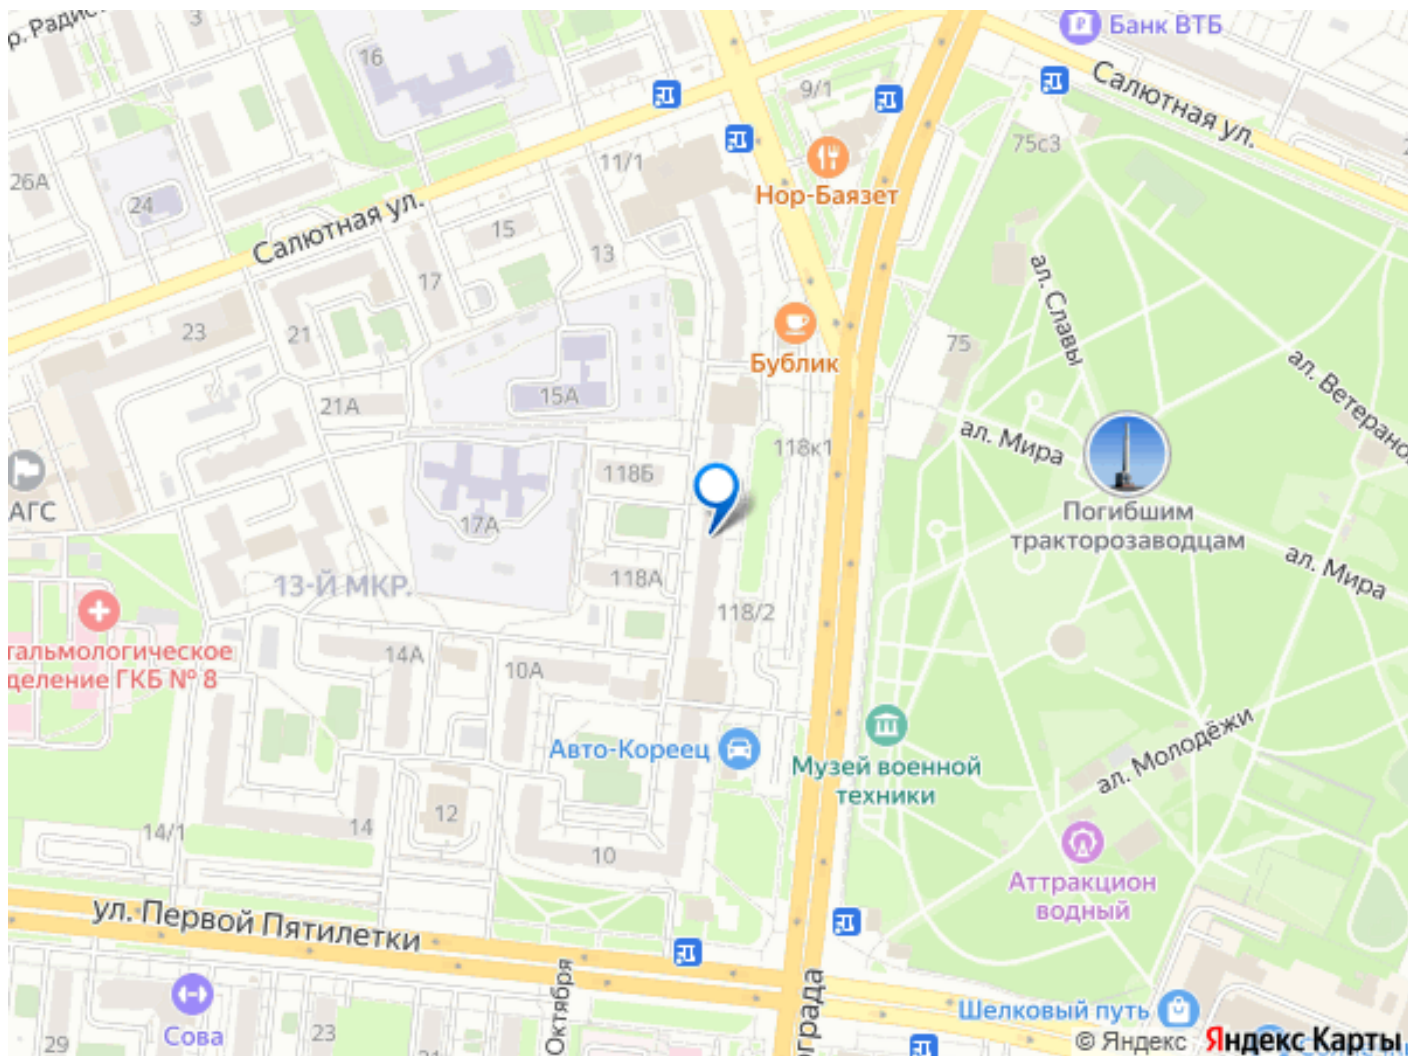 р. Радис
16
Банк ВТБ
Салютная ул.
9/1
75с3
11/1
Нор-Баязет
26А
24
Салютная ул.
15
13
17
ал. Славы
23
21
Бублик
75
ал. Ветерано
15А
21А
ал. Мира
118к1
118Б
АГС
17А
Погибшим
тракторозаводцам
ал. Мира
118А
13-Й МКР.
118/2
тальмологическое
деление ГКБ № 8
14А
10А
Авто-Кореец
Музей военной
техники
ал. Молодёжи
12
14/1
14
10
Аттракцион
водный
ул. Первой Пятилетки
Октября
ограда
Шелковый путь
Сова
23
29
21
© Яндекс Яндекс Карты